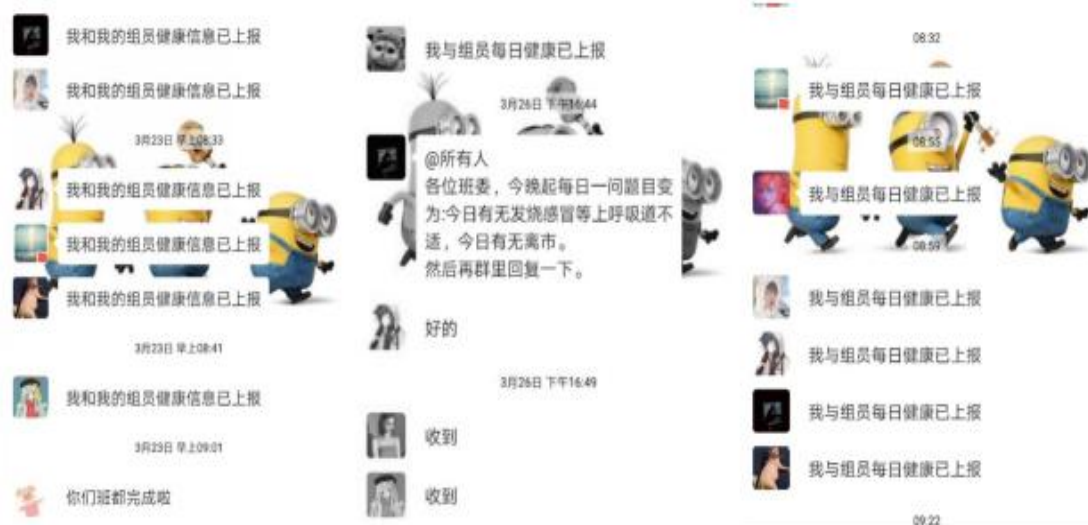 我和我的组员健康信息已上报
我和我的组员健康信息已上报
3月23日 早上08:33
我和我的组员健康信息已上报
我和我的组员健康信息已上报
我和我的组员健康信息已上报
3月23日 早上08:41
我和我的组员健康信息已上报
3月23日 早上09:01
你们班都完成啦
我与组员每日健康已上报
3月26日 下午16:44
@所有人
各位班委，今晚起每日一问题目变
为:今日有无发烧感冒等上呼吸道不
适，今日有无离市。
然后再群里回复一下。
好的
3月26日 下午16:49
收到
收到
08:32
我与组员每日健康已上报
08:55
我与组员每日健康已上报
08:59
我与组员每日健康已上报
我与组员每日健康已上报
我与组员每日健康已上报
我与组员每日健康已上报
09:22